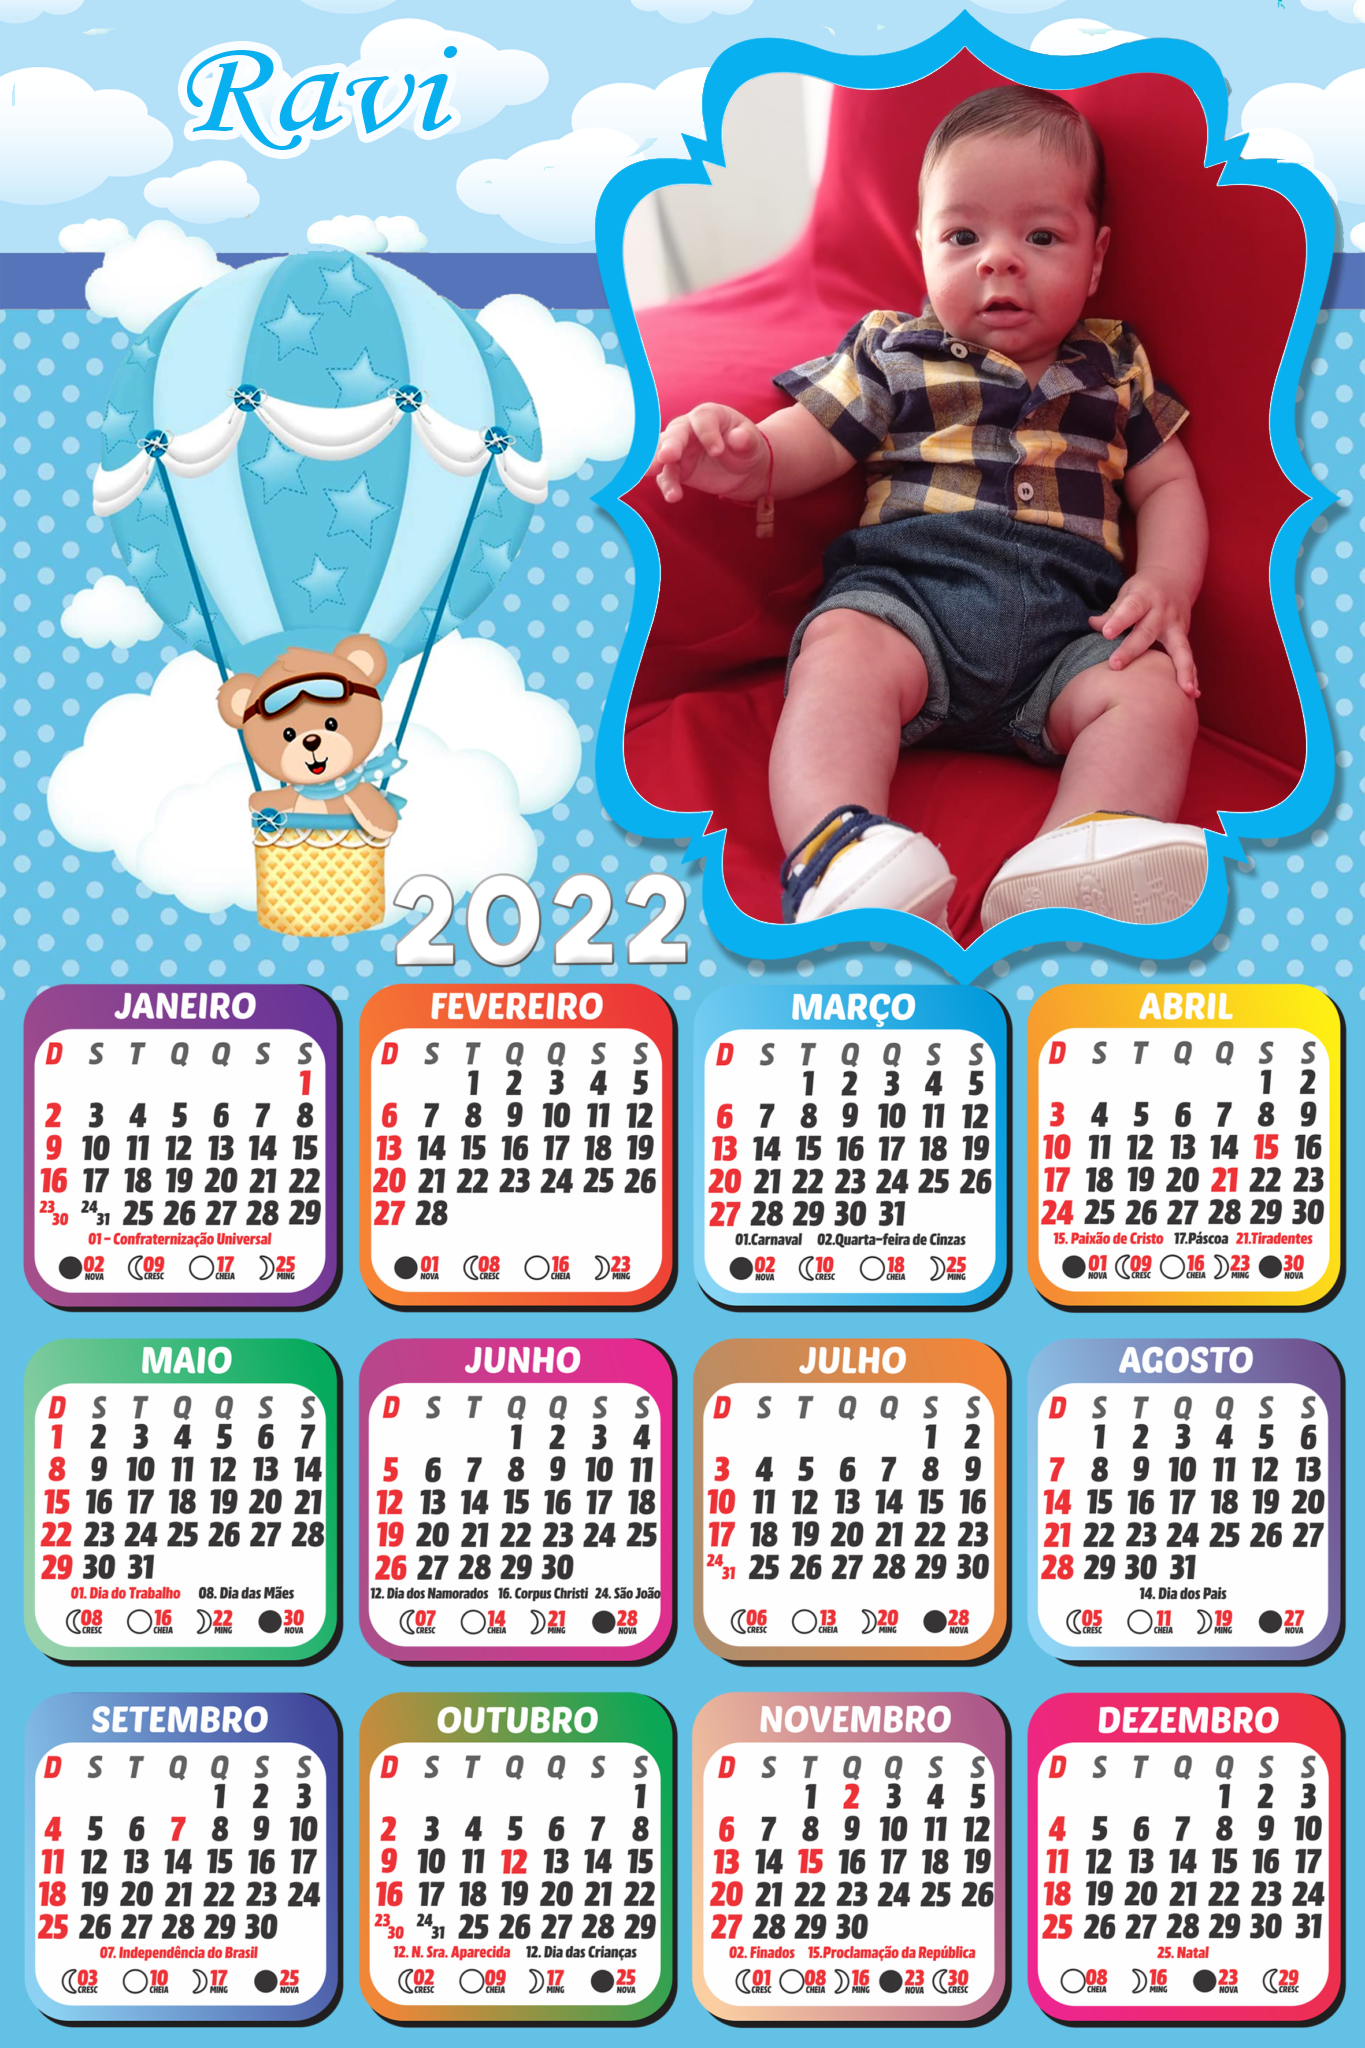 Ravi
2022
JANEIRO
D S T Q Q S S
1
2 3 4 5 6 7 8
9 10 11 12 13 14 15
16 17 18 19 20 21 22
23 30 24 31 25 26 27 28 29
01 - Confraternização Universal
02 NOVA 09 CRESC 17 CHEIA 25 MING
FEVEREIRO
D S T Q Q S S
1 2 3 4 5
6 7 8 9 10 11 12
13 14 15 16 17 18 19
20 21 22 23 24 25 26
27 28
01 NOVA 08 CRESC 16 CHEIA 23 MING
MARÇO
D S T Q Q S S
1 2 3 4 5
6 7 8 9 10 11 12
13 14 15 16 17 18 19
20 21 22 23 24 25 26
27 28 29 30 31
01.Carnaval 02.Quarta-feira de Cinzas
02 NOVA 10 CRESC 18 CHEIA 25 MING
ABRIL
D S T Q Q S S
1 2
3 4 5 6 7 8 9
10 11 12 13 14 15 16
17 18 19 20 21 22 23
24 25 26 27 28 29 30
15. Paixão de Cristo 17.Páscoa 21.Tiradentes
01 NOVA 09 CRESC 16 CHEIA 23 MING 30 NOVA
MAIO
D S T Q Q S S
1 2 3 4 5 6 7
8 9 10 11 12 13 14
15 16 17 18 19 20 21
22 23 24 25 26 27 28
29 30 31
01. Dia do Trabalho 08. Dia das Mães
08 CRESC 16 CHEIA 22 MING 30 NOVA
JUNHO
D S T Q Q S S
1 2 3 4
5 6 7 8 9 10 11
12 13 14 15 16 17 18
19 20 21 22 23 24 25
26 27 28 29 30
12. Dia dos Namorados 16. Corpus Christi 24. São João
07 CRESC 14 CHEIA 21 MING 28 NOVA
JULHO
D S T Q Q S S
1 2
3 4 5 6 7 8 9
10 11 12 13 14 15 16
17 18 19 20 21 22 23
24 31 25 26 27 28 29 30
06 CRESC 13 CHEIA 20 MING 28 NOVA
AGOSTO
D S T Q Q S S
1 2 3 4 5 6
7 8 9 10 11 12 13
14 15 16 17 18 19 20
21 22 23 24 25 26 27
28 29 30 31
14. Dia dos Pais
05 CRESC 11 CHEIA 19 MING 27 NOVA
SETEMBRO
D S T Q Q S S
1 2 3
4 5 6 7 8 9 10
11 12 13 14 15 16 17
18 19 20 21 22 23 24
25 26 27 28 29 30
07. Independência do Brasil
03 CRESC 10 CHEIA 17 MING 25 NOVA
OUTUBRO
D S T Q Q S S
1
2 3 4 5 6 7 8
9 10 11 12 13 14 15
16 17 18 19 20 21 22
23 30 24 31 25 26 27 28 29
12. N. Sra. Aparecida 12. Dia das Crianças
02 CRESC 09 CHEIA 17 MING 25 NOVA
NOVEMBRO
D S T Q Q S S
1 2 3 4 5
6 7 8 9 10 11 12
13 14 15 16 17 18 19
20 21 22 23 24 25 26
27 28 29 30
02. Finados 15.Proclamação da República
01 CRESC 08 CHEIA 16 MING 23 NOVA 30 CRESC
DEZEMBRO
D S T Q Q S S
1 2 3
4 5 6 7 8 9 10
11 12 13 14 15 16 17
18 19 20 21 22 23 24
25 26 27 28 29 30 31
25. Natal
08 CHEIA 16 MING 23 NOVA 29 CRESC